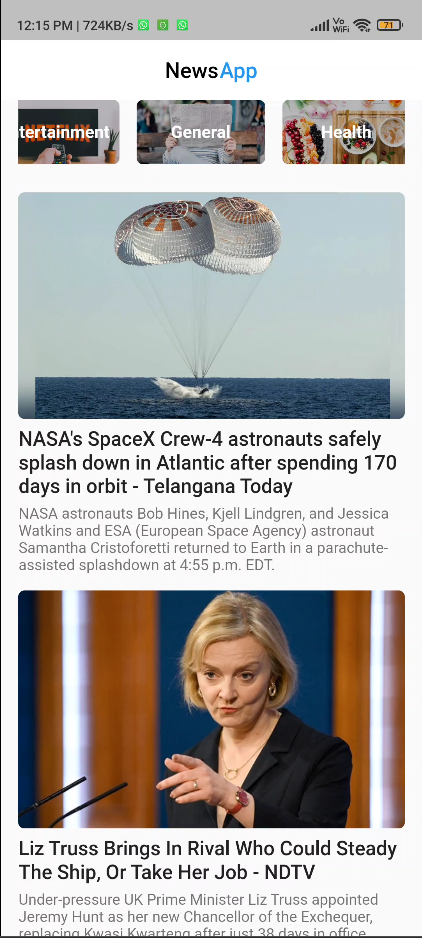 12:15 PM | 724KB/s Vo WiFi 71
NewsApp
NETFLIX
tertainment General Health
NASA's SpaceX Crew-4 astronauts safely
splash down in Atlantic after spending 170
days in orbit - Telangana Today
NASA astronauts Bob Hines, Kjell Lindgren, and Jessica
Watkins and ESA (European Space Agency) astronaut
Samantha Cristoforetti returned to Earth in a parachute-
assisted splashdown at 4:55 p.m. EDT.
Liz Truss Brings In Rival Who Could Steady
The Ship, Or Take Her Job - NDTV
Under-pressure UK Prime Minister Liz Truss appointed
Jeremy Hunt as her new Chancellor of the Exchequer,
replacing Kwasi Kwarteng after just 38 days in office